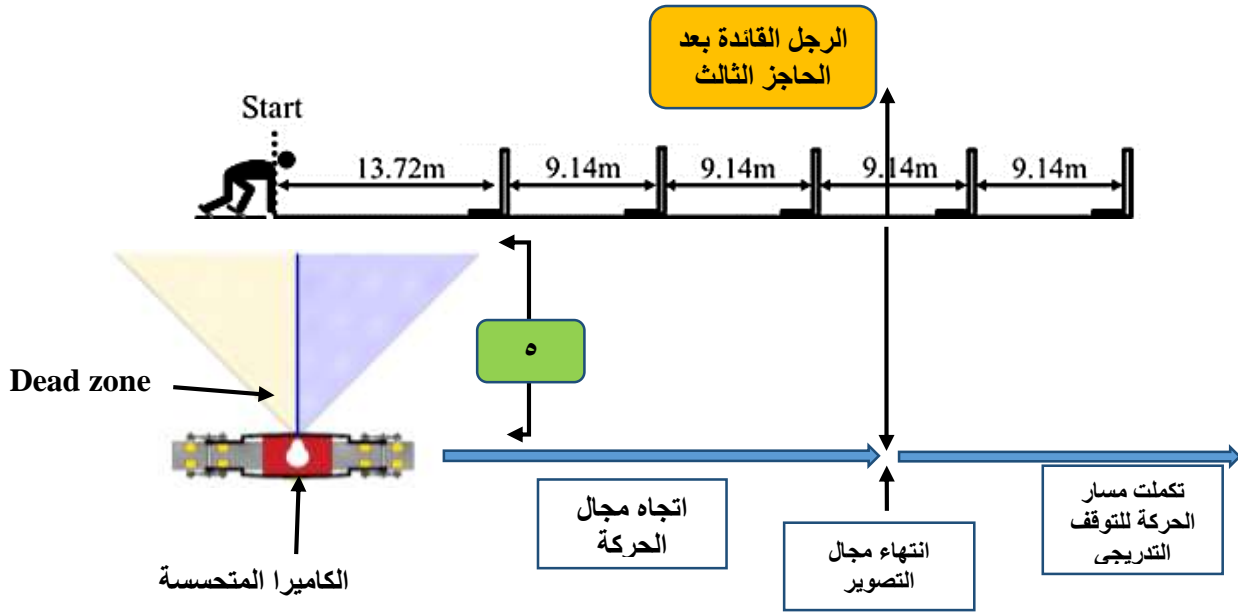 الرجل القائدة بعد
الحاجز الثالث
Start
13.72m
9.14m
9.14m
9.14m
9.14m
٥
Dead zone
اتجاه مجال
الحركة
انتهاء مجال
التصوير
تكملت مسار
الحركة للتوقف
التدريجي
الكاميرا المتحسسة